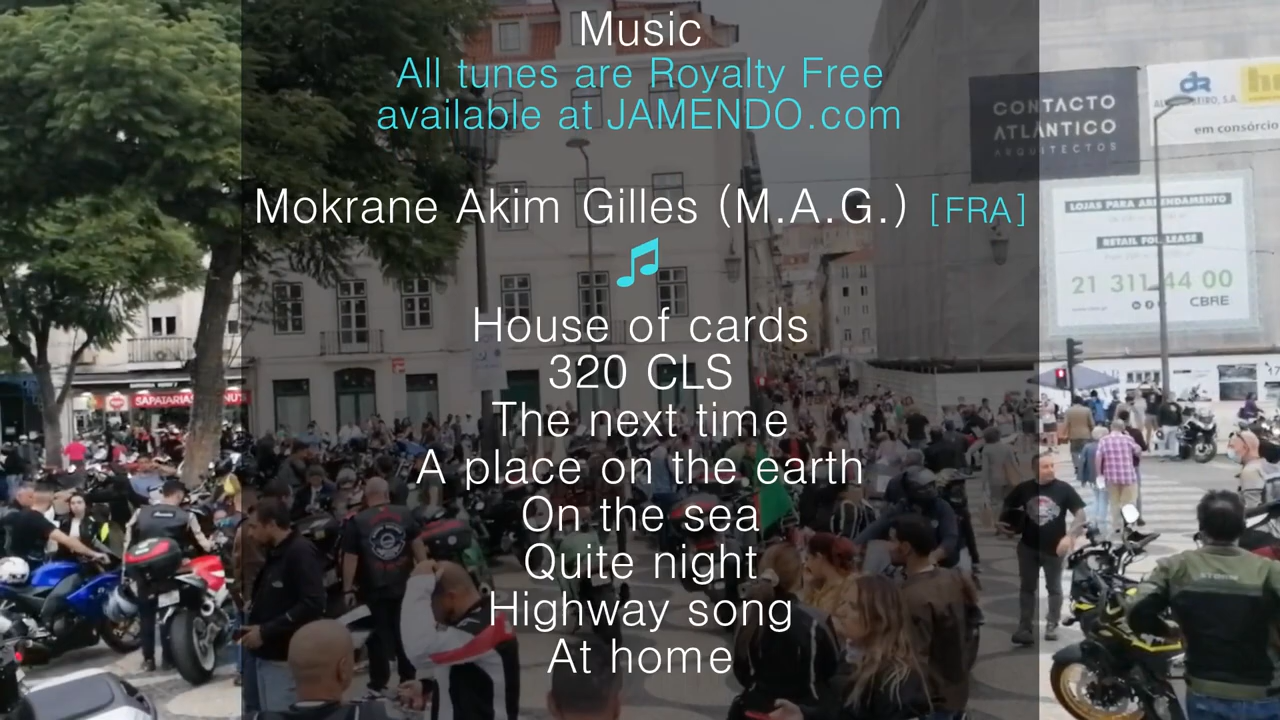 Music
All tunes are Royalty Free
available at JAMENDO.com
Mokrane Akim Gilles (M.A.G.) [FRA]
House of cards
320 CLS
The next time
A place on the earth
On the sea
Quite night
Highway song
At home
CONTACTO
ATLÂNTICO
ARQUITECTOS
em consórcio
LOJAS PARA ARRENDAMENTO
RETAIL FOR LEASE
21 311 44 00
CBRE
SAPATARIAS